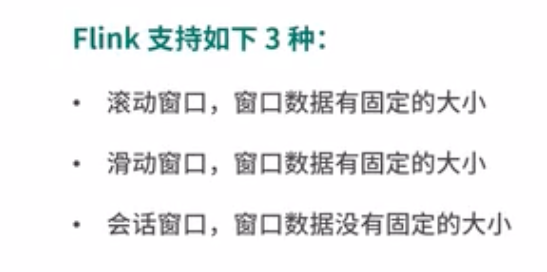 Flink 支持如下 3 种：
• 滚动窗口，窗口数据有固定的大小
• 滑动窗口，窗口数据有固定的大小
• 会话窗口，窗口数据没有固定的大小